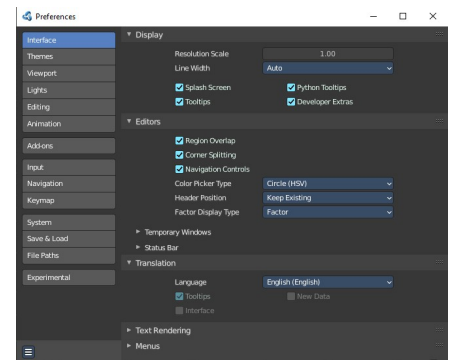 Preferences
Interface
Themes
Viewport
Lights
Editing
Animation
Add-ons
Input
Navigation
Keymap
System
Save & Load
File Paths
Experimental
Display
Resolution Scale 1.00
Line Width Auto
Splash Screen Python Tooltips
Tooltips Developer Extras
Editors
Region Overlap
Corner Splitting
Navigation Controls
Color Picker Type Circle (HSV)
Header Position Keep Existing
Factor Display Type Factor
Temporary Windows
Status Bar
Translation
Language English (English)
Tooltips New Data
Interface
Text Rendering
Menus